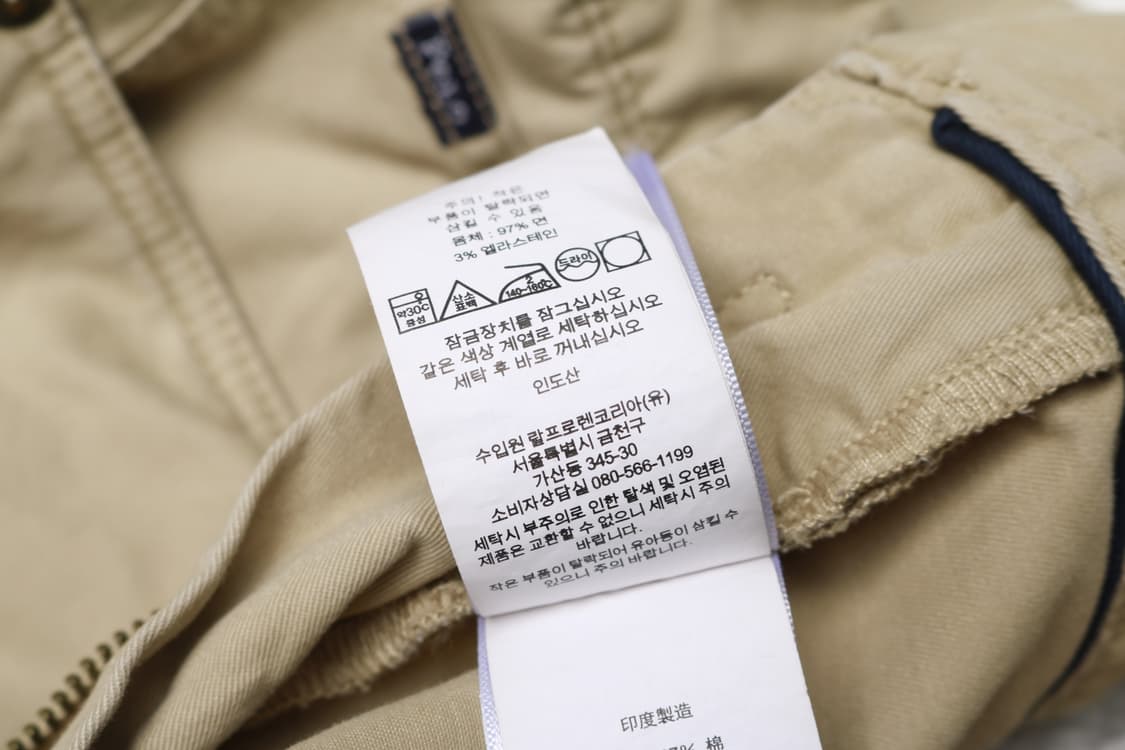 주의! 작은
부품이 탈락되면
삼킬 수 있음
몸체 : 97% 면
3% 엘라스테인
약30℃
중성
산소
표백
2
140~160℃
드라이
잠금장치를 잠그십시오
같은 색상 계열로 세탁하십시오
세탁 후 바로 꺼내십시오
인도산
수입원 랄프로렌코리아(유)
서울특별시 금천구
가산동 345-30
소비자상담실 080-566-1199
세탁시 부주의로 인한 탈색 및 오염된
제품은 교환할 수 없으니 세탁시 주의
바랍니다.
작은 부품이 탈락되어 유아등이 삼킬 수
있으니 주의 바랍니다.
印度製造
% 棉